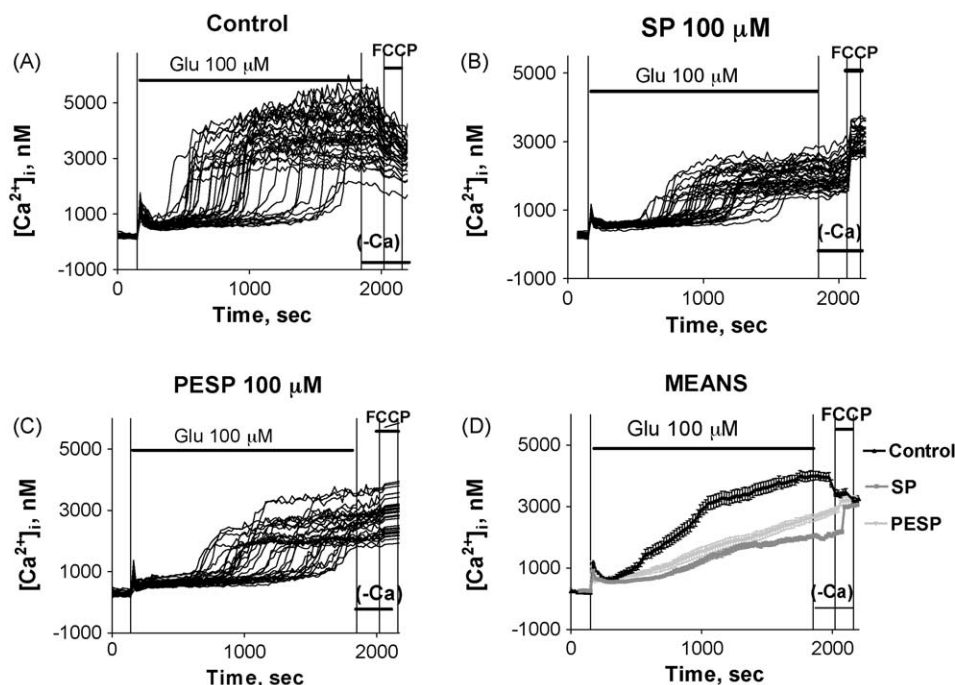 Control
(A)
FCCP
Glu 100 μM
5000
3000
1000
-1000
[Ca²⁺]ᵢ, nM
(-Ca)
0
1000
2000
Time, sec
SP 100 μM
(B)
FCCP
Glu 100 μM
5000
3000
1000
-1000
[Ca²⁺]ᵢ, nM
(-Ca)
0
1000
2000
Time, sec
PESP 100 μM
(C)
FCCP
Glu 100 μM
5000
3000
1000
-1000
[Ca²⁺]ᵢ, nM
(-Ca)
0
1000
2000
Time, sec
MEANS
(D)
FCCP
Glu 100 μM
5000
3000
1000
-1000
[Ca²⁺]ᵢ, nM
(-Ca)
0
1000
2000
Time, sec
Control
SP
PESP